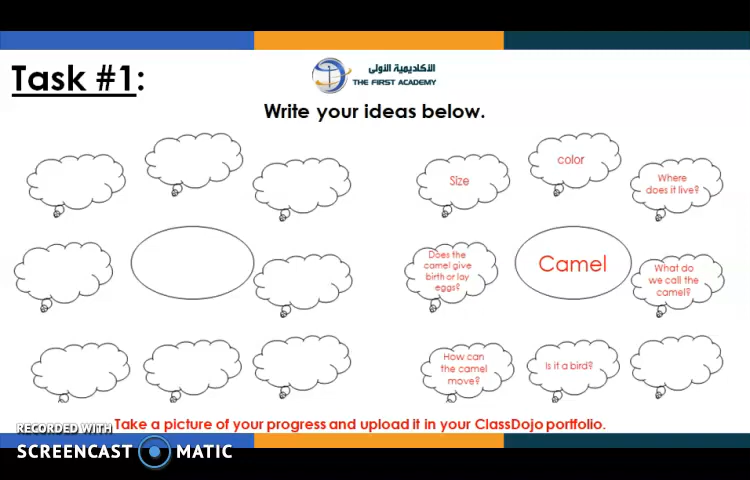 Task #1:
الأكاديمية الأولى
THE FIRST ACADEMY
Write your ideas below.
Size
color
Where
does it live?
Does the
camel give
birth or lay
eggs?
Camel
What do
we call the
camel?
How can
the camel
move?
Is it a bird?
Take a picture of your progress and upload it in your ClassDojo portfolio.
RECORDED WITH
SCREENCAST MATIC